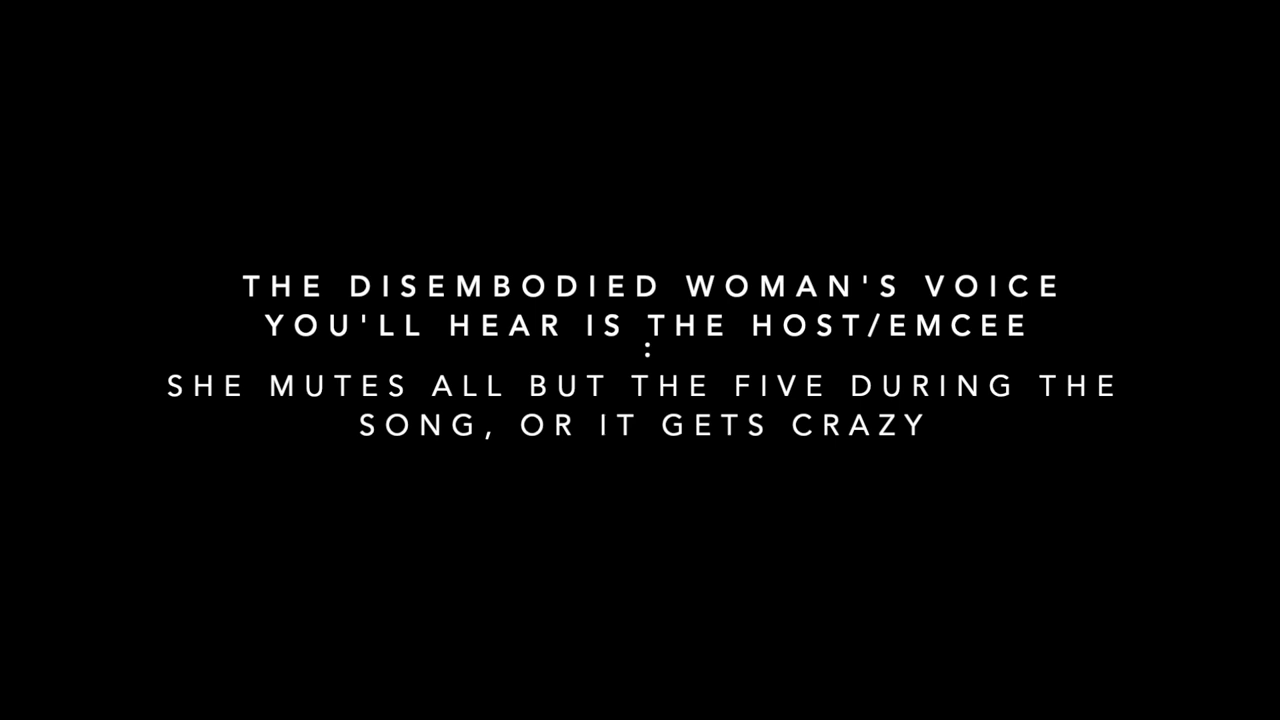 THE DISEMBODIED WOMAN'S VOICE
YOU'LL HEAR IS THE HOST/EMCEE
:
SHE MUTES ALL BUT THE FIVE DURING THE
SONG, OR IT GETS CRAZY